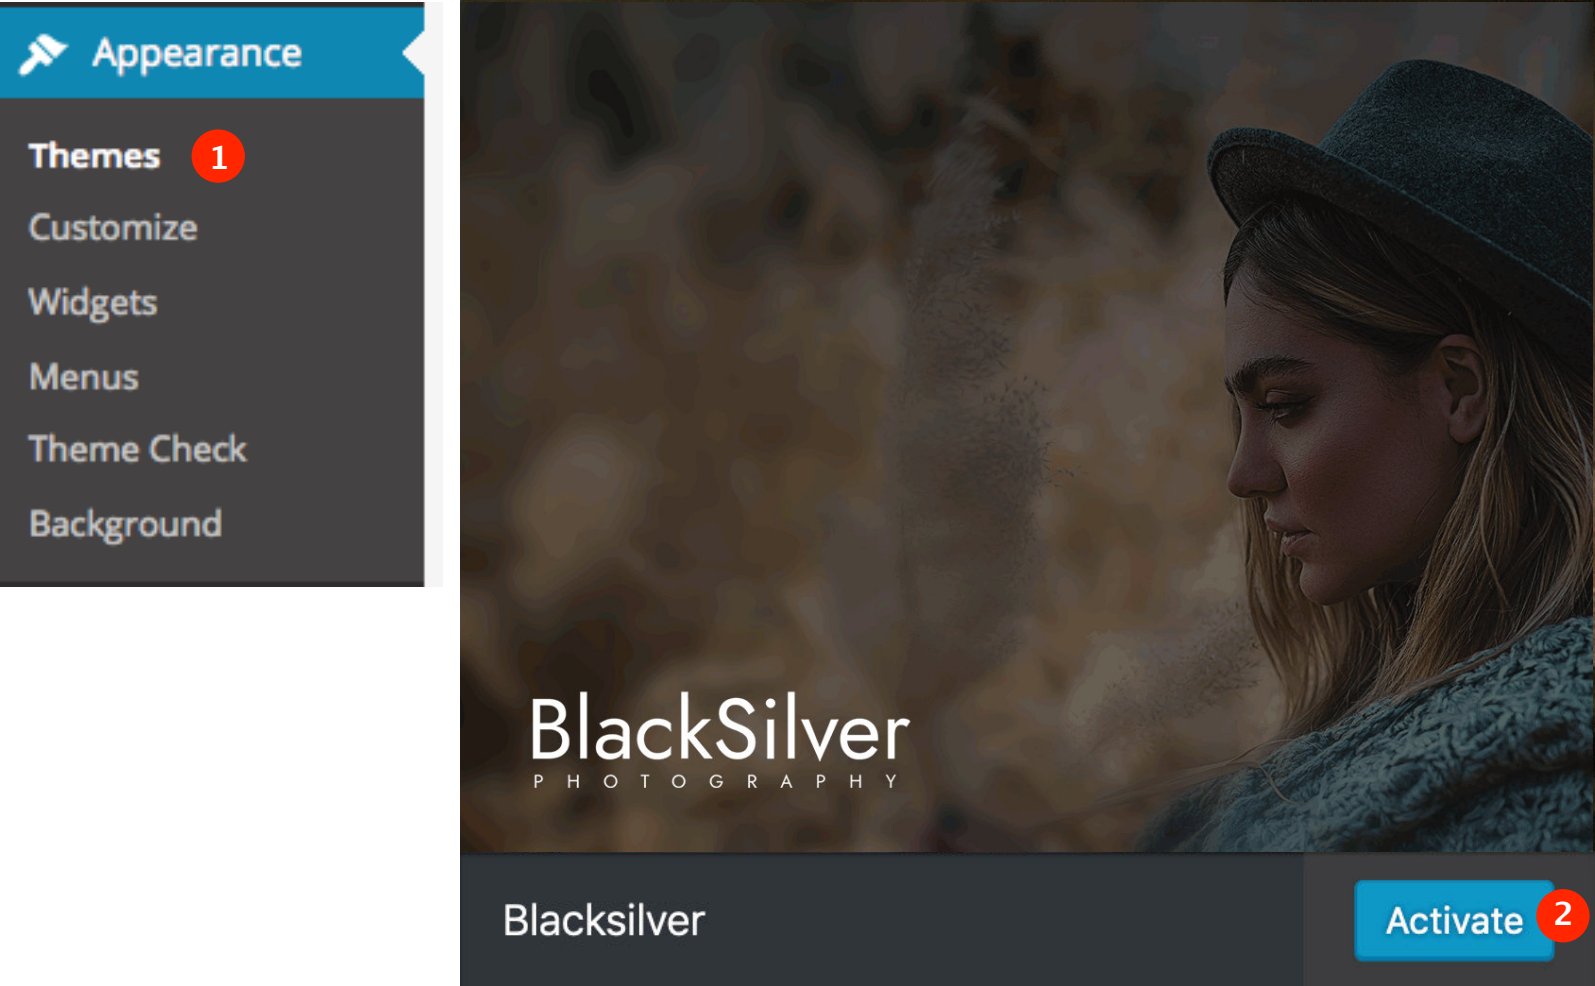 Appearance
Themes 1
Customize
Widgets
Menus
Theme Check
Background
BlackSilver
PHOTOGRAPHY
Blacksilver
Activate 2